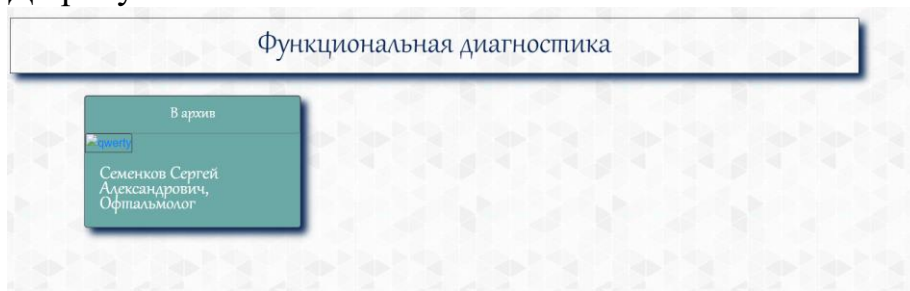 Функциональная диагностика
В архив
qwerty
Семенков Сергей
Александрович,
Офтальмолог